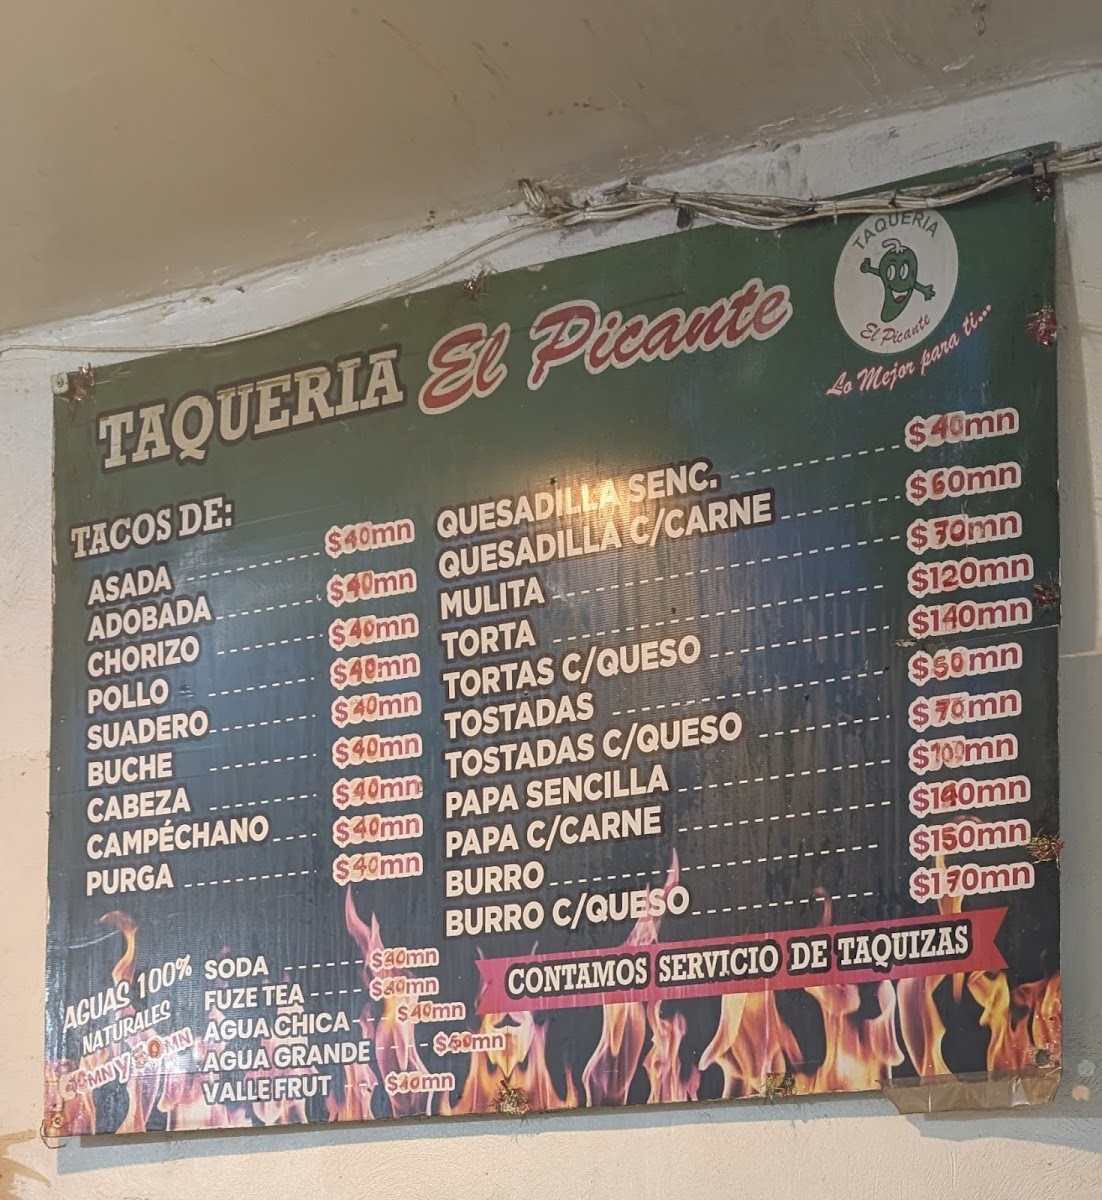 TAQUERIA
El Picante
TAQUERIA El Picante
Lo Mejor para ti...
TACOS DE:
ASADA $40mn
ADOBADA $40mn
CHORIZO $40mn
POLLO $40mn
SUADERO $40mn
BUCHE $40mn
CABEZA $40mn
CAMPÉCHANO $40mn
PURGA $40mn
QUESADILLA SENC. $40mn
QUESADILLA C/CARNE $60mn
MULITA $70mn
TORTA $120mn
TORTAS C/QUESO $140mn
TOSTADAS $50mn
TOSTADAS C/QUESO $70mn
PAPA SENCILLA $100mn
PAPA C/CARNE $140mn
BURRO $150mn
BURRO C/QUESO $170mn
AGUAS 100%
NATURALES
Y
SODA
FUZE TEA
AGUA CHICA $40mn
AGUA GRANDE
VALLE FRUT
CONTAMOS SERVICIO DE TAQUIZAS